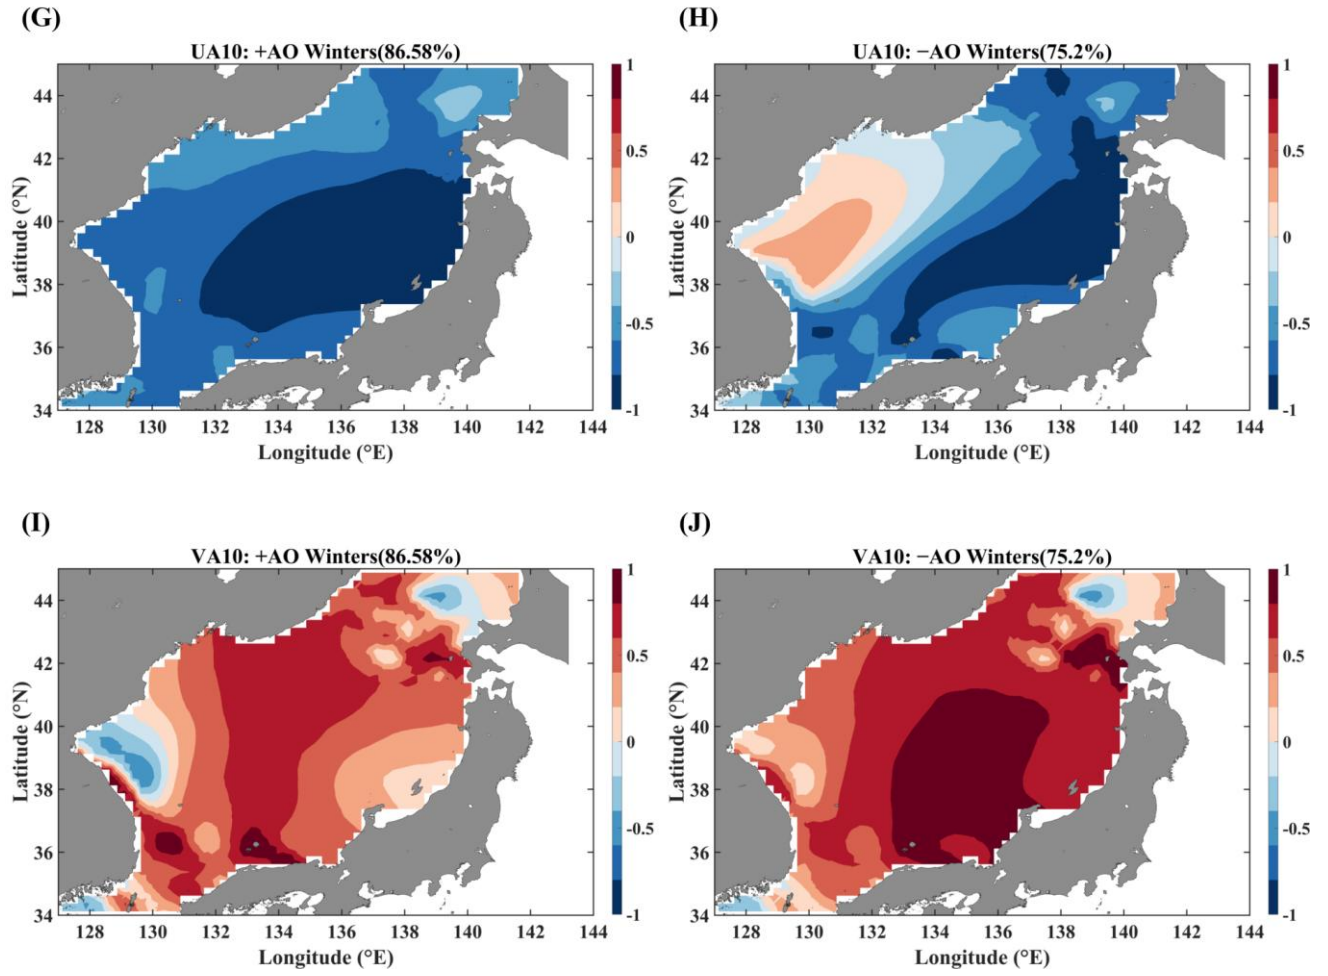 (G)
UA10: +AO Winters(86.58%)
44
42
40
38
36
34
Latitude (°N)
128 130 132 134 136 138 140 142 144
Longitude (°E)
1
0.5
0
-0.5
-1
(H)
UA10: −AO Winters(75.2%)
44
42
40
38
36
34
Latitude (°N)
128 130 132 134 136 138 140 142 144
Longitude (°E)
1
0.5
0
-0.5
-1
(I)
VA10: +AO Winters(86.58%)
44
42
40
38
36
34
Latitude (°N)
128 130 132 134 136 138 140 142 144
Longitude (°E)
1
0.5
0
-0.5
-1
(J)
VA10: −AO Winters(75.2%)
44
42
40
38
36
34
Latitude (°N)
128 130 132 134 136 138 140 142 144
Longitude (°E)
1
0.5
0
-0.5
-1